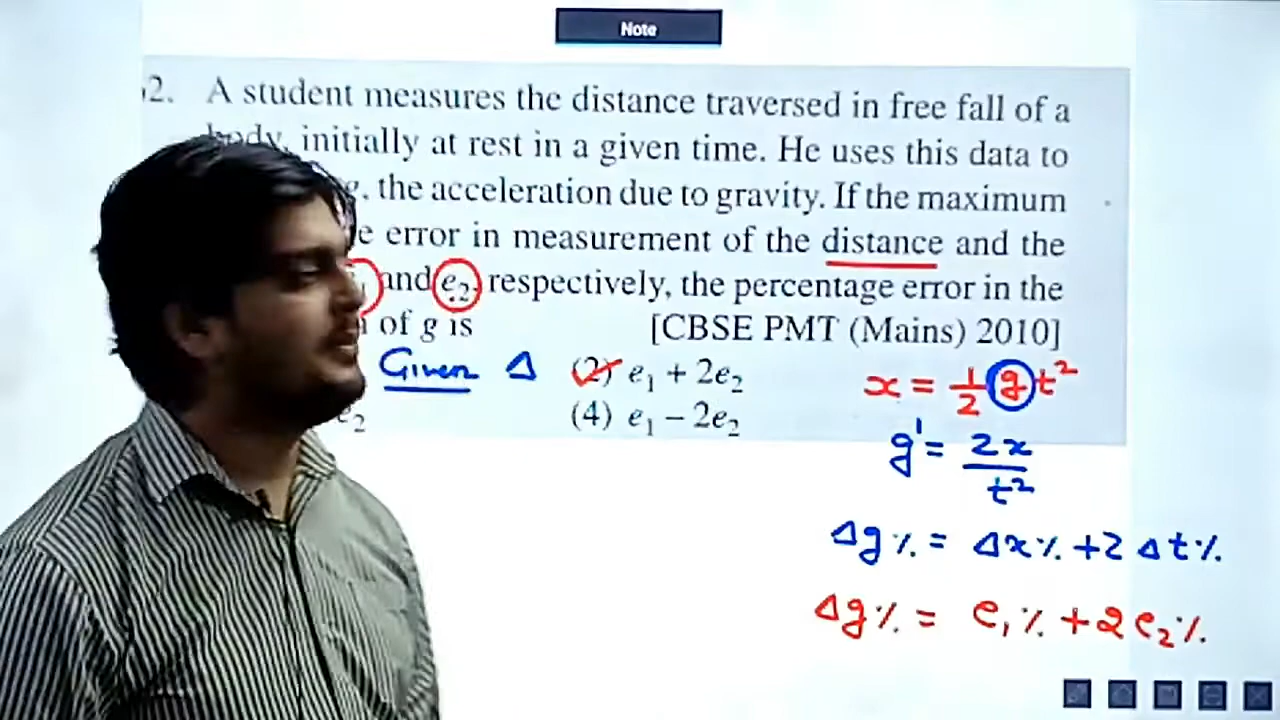 Note
2. A student measures the distance traversed in free fall of a
body, initially at rest in a given time. He uses this data to
g, the acceleration due to gravity. If the maximum
e error in measurement of the distance and the
and e₂ respectively, the percentage error in the
of g is [CBSE PMT (Mains) 2010]
Given Δ (2) e₁ + 2e₂
e₂ (4) e₁ − 2e₂
x = 1/2 g t²
g' = 2x/t²
Δg% = Δx% + 2Δt%
Δg% = e₁% + 2e₂%